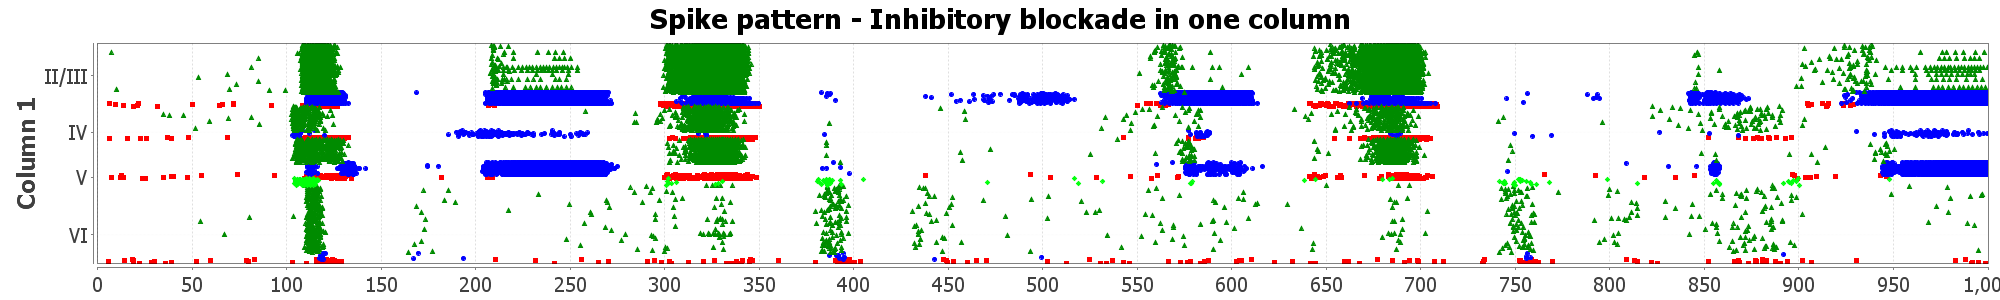 Spike pattern - Inhibitory blockade in one column
Column 1
II/III
IV
V
VI
0 50 100 150 200 250 300 350 400 450 500 550 600 650 700 750 800 850 900 950 1,00